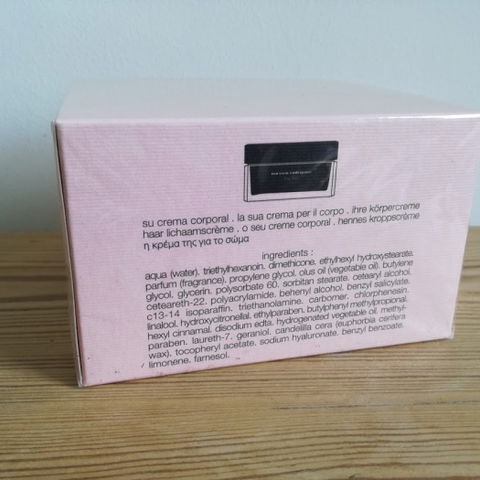 su crema corporal . la sua crema per il corpo . ihre körpercreme
haar lichaamscrème . o seu creme corporal . hennes kroppscrème
η κρέμα της για το σώμα
ingredients :
aqua (water). triethylhexanoin. dimethicone. ethylhexyl hydroxystearate.
parfum (fragrance). propylene glycol. olus oil (vegetable oil). butylene
glycol. glycerin. polysorbate 60. sorbitan stearate. cetearyl alcohol.
ceteareth-22. polyacrylamide. behenyl alcohol. benzyl salicylate.
c13-14 isoparaffin. triethanolamine. carbomer. chlorphenesin.
linalool. hydroxycitronellal. ethylparaben. butylphenyl methylpropional.
hexyl cinnamal. disodium edta. hydrogenated vegetable oil. methyl-
paraben. laureth-7. geraniol. candelilla cera (euphorbia cerifera
wax). tocopheryl acetate. sodium hyaluronate. benzyl benzoate.
limonene. farnesol.